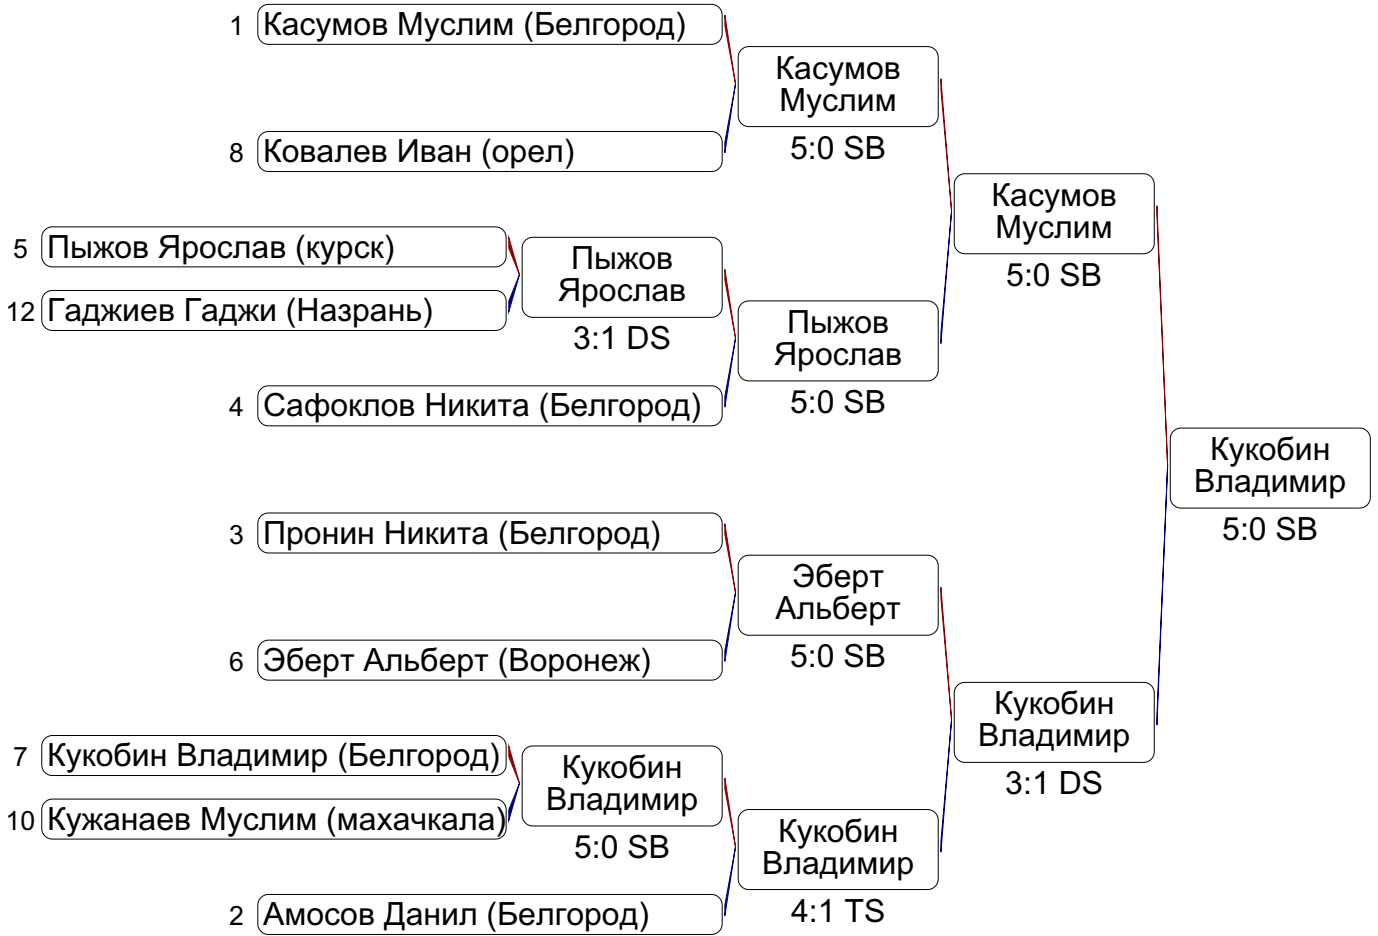 1 Касумов Муслим (Белгород)
Касумов
Муслим
5:0 SB
8 Ковалев Иван (орел)
Касумов
Муслим
5:0 SB
5 Пыжов Ярослав (курск)
Пыжов
Ярослав
3:1 DS
12 Гаджиев Гаджи (Назрань)
Пыжов
Ярослав
5:0 SB
4 Сафоклов Никита (Белгород)
Кукобин
Владимир
5:0 SB
3 Пронин Никита (Белгород)
Эберт
Альберт
5:0 SB
6 Эберт Альберт (Воронеж)
Кукобин
Владимир
3:1 DS
7 Кукобин Владимир (Белгород)
Кукобин
Владимир
5:0 SB
10 Кужанаев Муслим (махачкала)
Кукобин
Владимир
4:1 TS
2 Амосов Данил (Белгород)